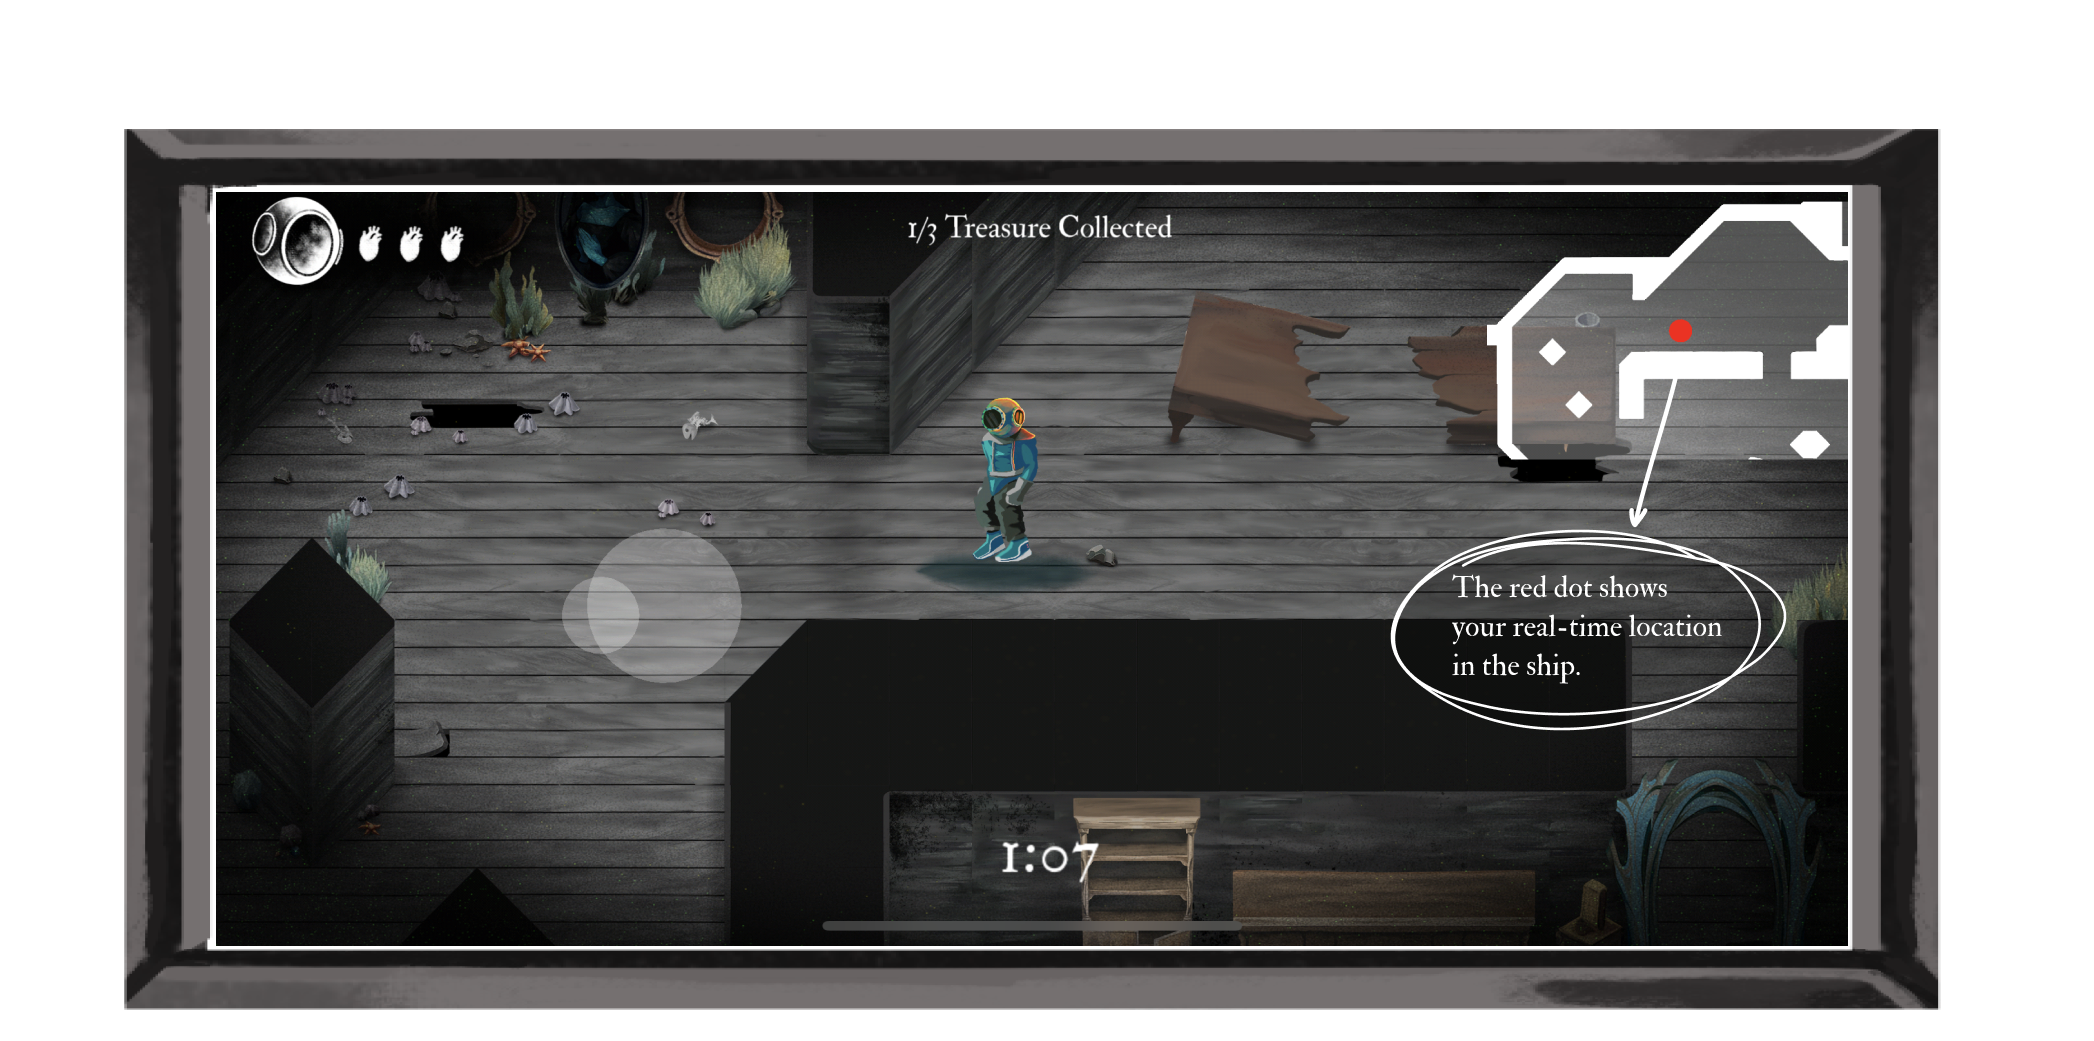 1/3 Treasure Collected
The red dot shows
your real-time location
in the ship.
1:07